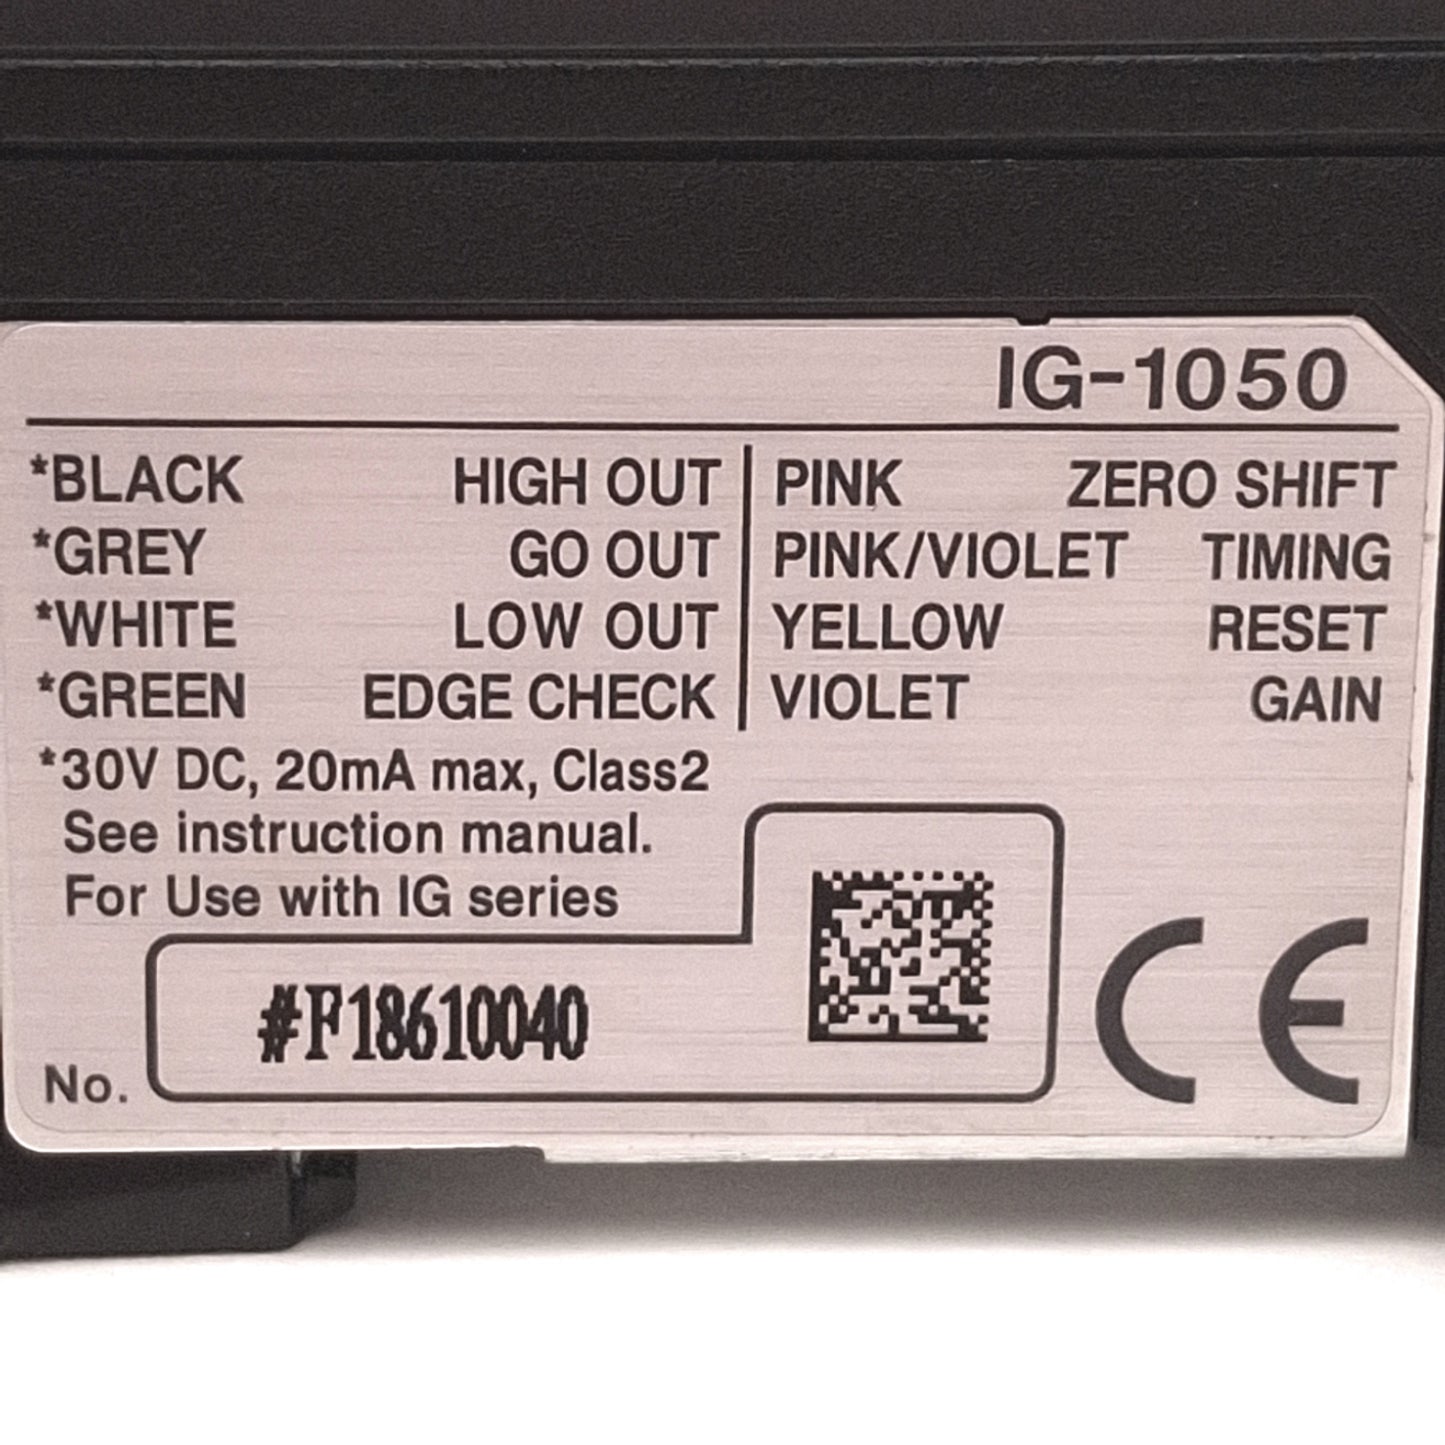 IG-1050
*BLACK HIGH OUT PINK ZERO SHIFT
*GREY GO OUT PINK/VIOLET TIMING
*WHITE LOW OUT YELLOW RESET
*GREEN EDGE CHECK VIOLET GAIN
*30V DC, 20mA max, Class2
See instruction manual.
For Use with IG series
No. #F18610040
CE